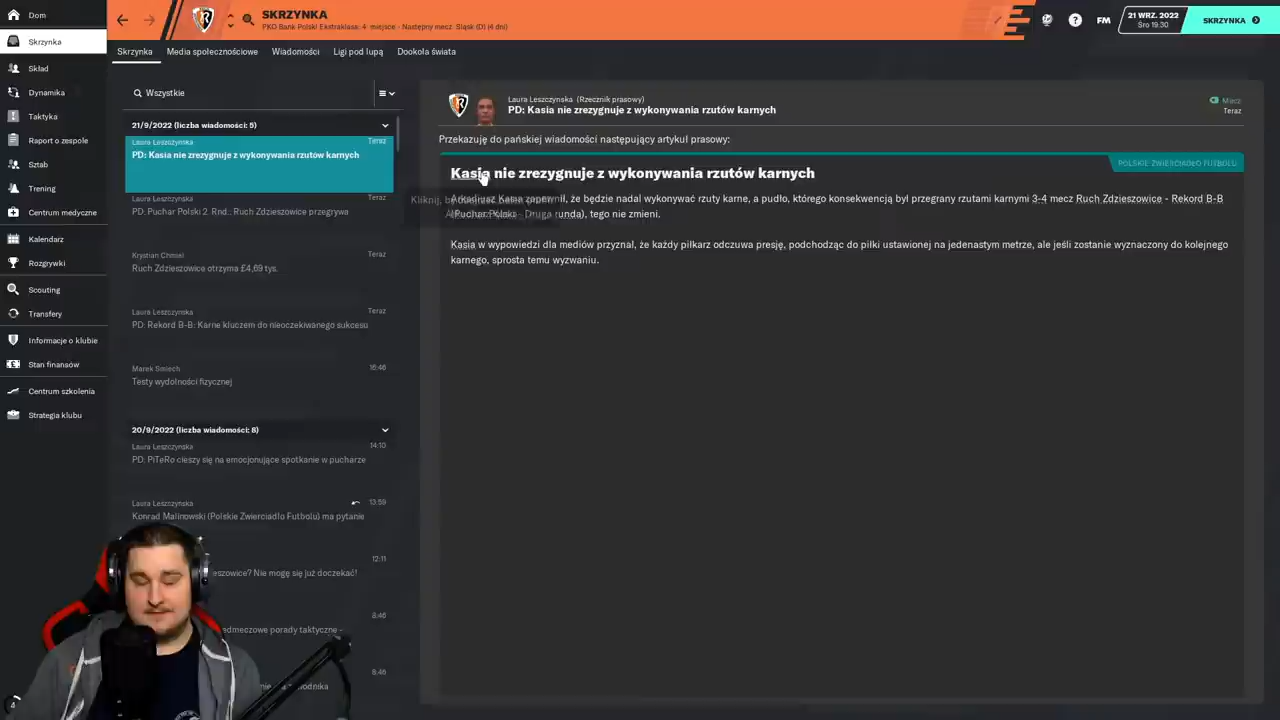 Dom
SKRZYNKA
PKO Bank Polski Ekstraklasa: 4. miejsce - Następny mecz: Śląsk (D) (4 dni)
FM
21 WRZ. 2022
Śro 19:30
SKRZYNKA
Skrzynka
Skład
Dynamika
Taktyka
Raport o zespole
Sztab
Trening
Centrum medyczne
Kalendarz
Rozgrywki
Scouting
Transfery
Informacje o klubie
Stan finansów
Centrum szkolenia
Strategia klubu
Skrzynka
Media społecznościowe
Wiadomości
Ligi pod lupą
Dookoła świata
Wszystkie
21/9/2022 (liczba wiadomości: 5)
Laura Leszczyńska
Teraz
PD: Kasia nie zrezygnuje z wykonywania rzutów karnych
Laura Leszczyńska
Teraz
PD: Puchar Polski 2. Rnd.: Ruch Zdzieszowice przegrywa
Krystian Chmiel
Teraz
Ruch Zdzieszowice otrzyma £4,69 tys.
Laura Leszczyńska
Teraz
PD: Rekord B-B: Karne kluczem do nieoczekiwanego sukcesu
Marek Śmiech
16:46
Testy wydolności fizycznej
20/9/2022 (liczba wiadomości: 8)
Laura Leszczyńska
14:10
PD: PiTeRo cieszy się na emocjonujące spotkanie w pucharze
Laura Leszczyńska
13:59
Konrad Malinowski (Polskie Zwierciadło Futbolu) ma pytanie
12:11
eszowice? Nie mogę się już doczekać!
8:46
edmeczowe porady taktyczne -
8:46
Laura Leszczyńska (Rzecznik prasowy)
PD: Kasia nie zrezygnuje z wykonywania rzutów karnych
Mecz
Teraz
Przekazuję do pańskiej wiadomości następujący artykuł prasowy:
POLSKIE ZWIERCIADŁO FUTBOLU
Kasia nie zrezygnuje z wykonywania rzutów karnych
Arkadiusz Kasia zapewnił, że będzie nadal wykonywać rzuty karne, a pudło, którego konsekwencją był przegrany rzutami karnymi 3-4 mecz Ruch Zdzieszowice - Rekord B-B
(Puchar Polski - Druga runda), tego nie zmieni.
Kasia w wypowiedzi dla mediów przyznał, że każdy piłkarz odczuwa presję, podchodząc do piłki ustawionej na jedenastym metrze, ale jeśli zostanie wyznaczony do kolejnego
karnego, sprosta temu wyzwaniu.